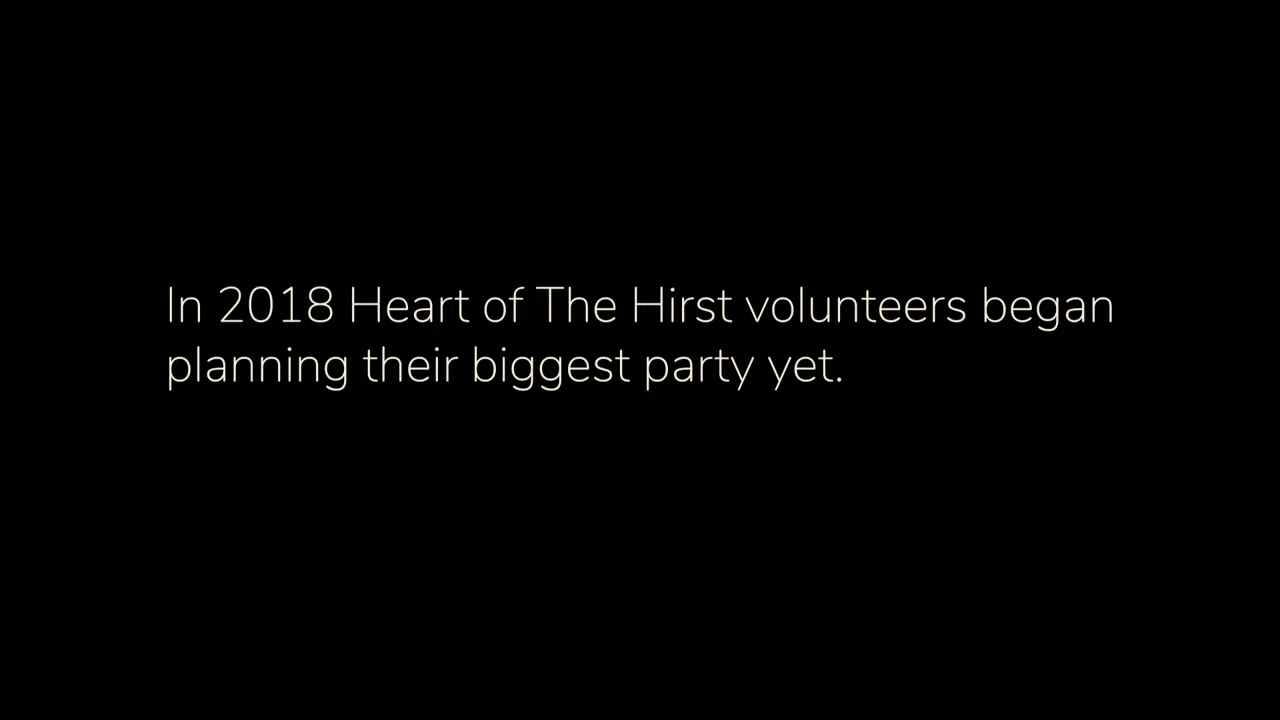 In 2018 Heart of The Hirst volunteers began
planning their biggest party yet.